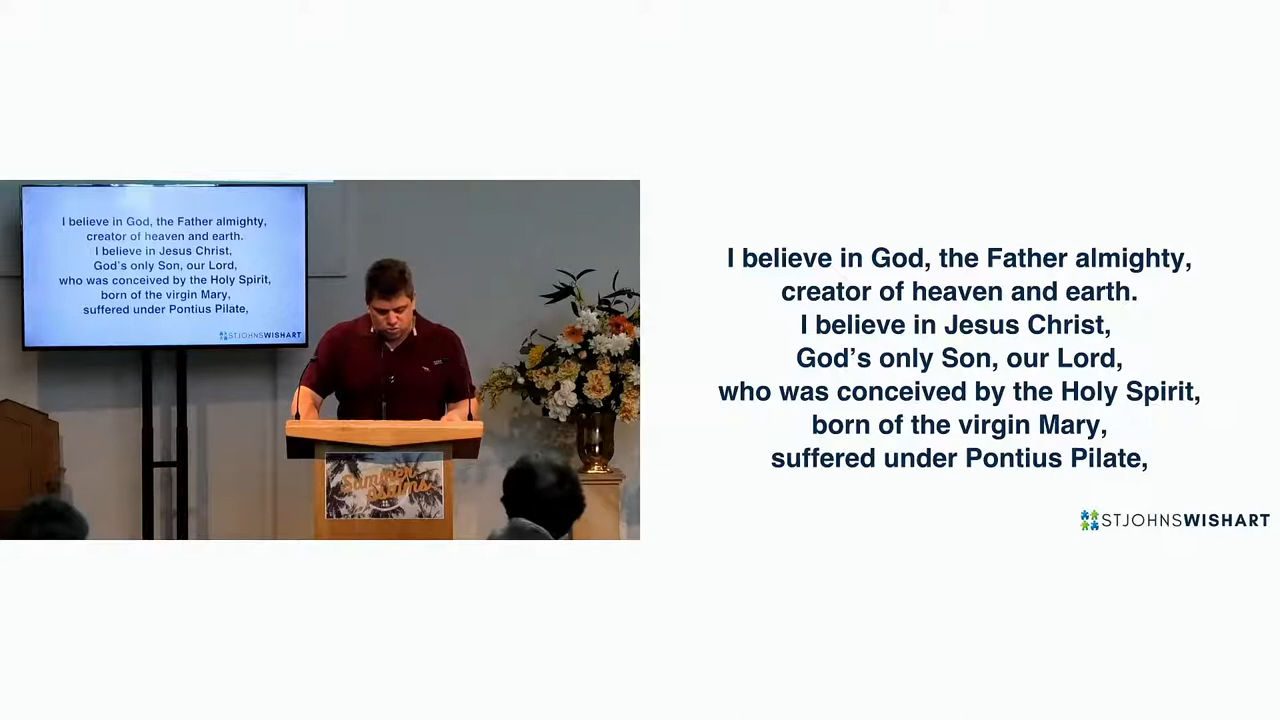 I believe in God, the Father almighty,
creator of heaven and earth.
I believe in Jesus Christ,
God's only Son, our Lord,
who was conceived by the Holy Spirit,
born of the virgin Mary,
suffered under Pontius Pilate,
STJOHNSWISHART
Summer
Psalms
I believe in God, the Father almighty,
creator of heaven and earth.
I believe in Jesus Christ,
God’s only Son, our Lord,
who was conceived by the Holy Spirit,
born of the virgin Mary,
suffered under Pontius Pilate,
STJOHNSWISHART